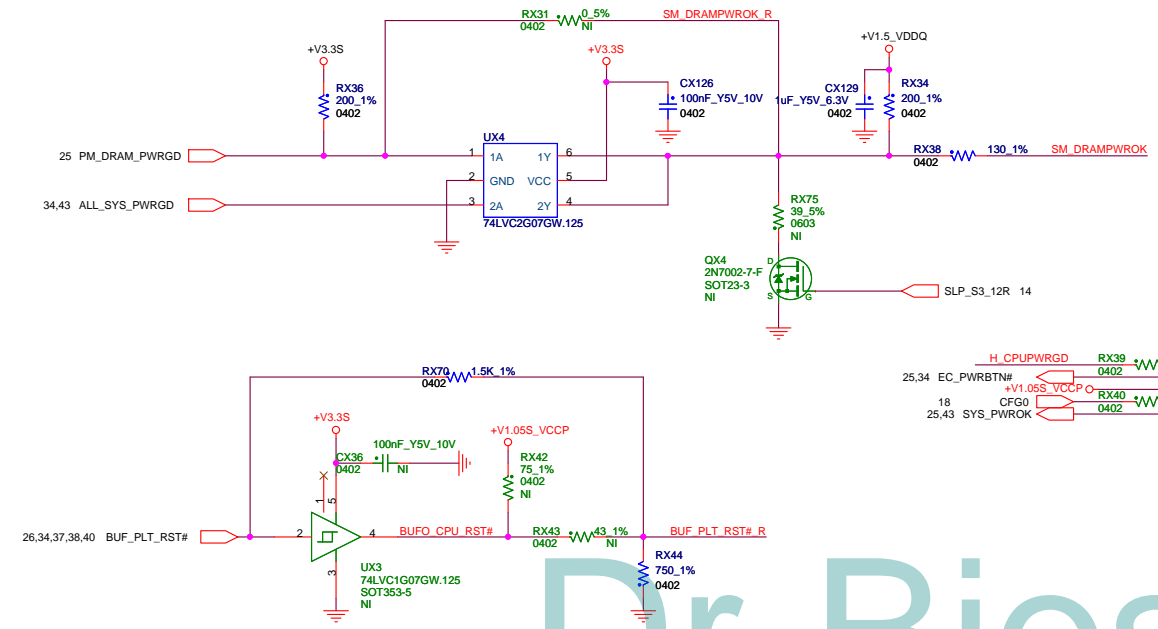 RX31 0_5%
0402 NI
SM_DRAMPWROK_R
+V3.3S
RX36
200_1%
0402
+V3.3S
CX126
100nF_Y5V_10V
0402
+V1.5_VDDQ
CX129
1uF_Y5V_6.3V
0402
RX34
200_1%
0402
25 PM_DRAM_PWRGD
34,43 ALL_SYS_PWRGD
UX4
1 1A 1Y 6
2 GND VCC 5
3 2A 2Y 4
74LVC2G07GW.125
RX38 130_1%
0402
SM_DRAMPWROK
RX75
39_5%
0603
NI
QX4
2N7002-7-F
SOT23-3
NI
D
S G
SLP_S3_12R 14
H_CPUPWRGD RX39
0402
25,34 EC_PWRBTN#
+V1.05S_VCCP
RX40
0402
18 CFG0
25,43 SYS_PWROK
RX70 1.5K_1%
0402
+V3.3S
CX36 100nF_Y5V_10V
0402 NI
+V1.05S_VCCP
RX42
75_1%
0402
NI
1 5
26,34,37,38,40 BUF_PLT_RST#
2 4
3
BUFO_CPU_RST#
RX43 43_1%
0402 NI
BUF_PLT_RST#_R
UX3
74LVC1G07GW.125
SOT353-5
NI
RX44
750_1%
0402
Dr Bios